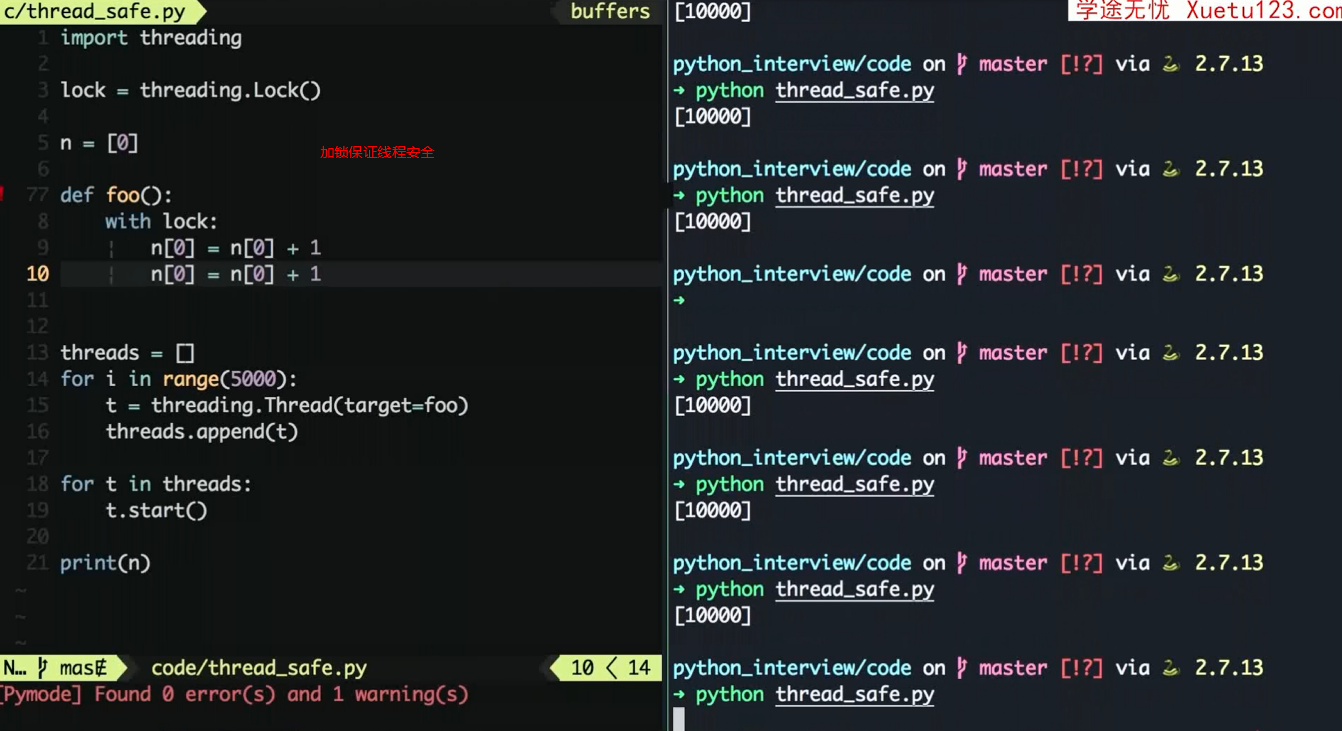 c/thread_safe.py buffers
1 import threading
2
3 lock = threading.Lock()
4
5 n = [0]
加锁保证线程安全
6
77 def foo():
8 with lock:
9 n[0] = n[0] + 1
10 n[0] = n[0] + 1
11
12
13 threads = []
14 for i in range(5000):
15 t = threading.Thread(target=foo)
16 threads.append(t)
17
18 for t in threads:
19 t.start()
20
21 print(n)
~
~
~
N… mas∉ code/thread_safe.py 10 < 14
[Pymode] Found 0 error(s) and 1 warning(s)
学途无忧 Xuetu123.com
[10000]
python_interview/code on master [!?] via 2.7.13
→ python thread_safe.py
[10000]
python_interview/code on master [!?] via 2.7.13
→ python thread_safe.py
[10000]
python_interview/code on master [!?] via 2.7.13
→
python_interview/code on master [!?] via 2.7.13
→ python thread_safe.py
[10000]
python_interview/code on master [!?] via 2.7.13
→ python thread_safe.py
[10000]
python_interview/code on master [!?] via 2.7.13
→ python thread_safe.py
[10000]
python_interview/code on master [!?] via 2.7.13
→ python thread_safe.py